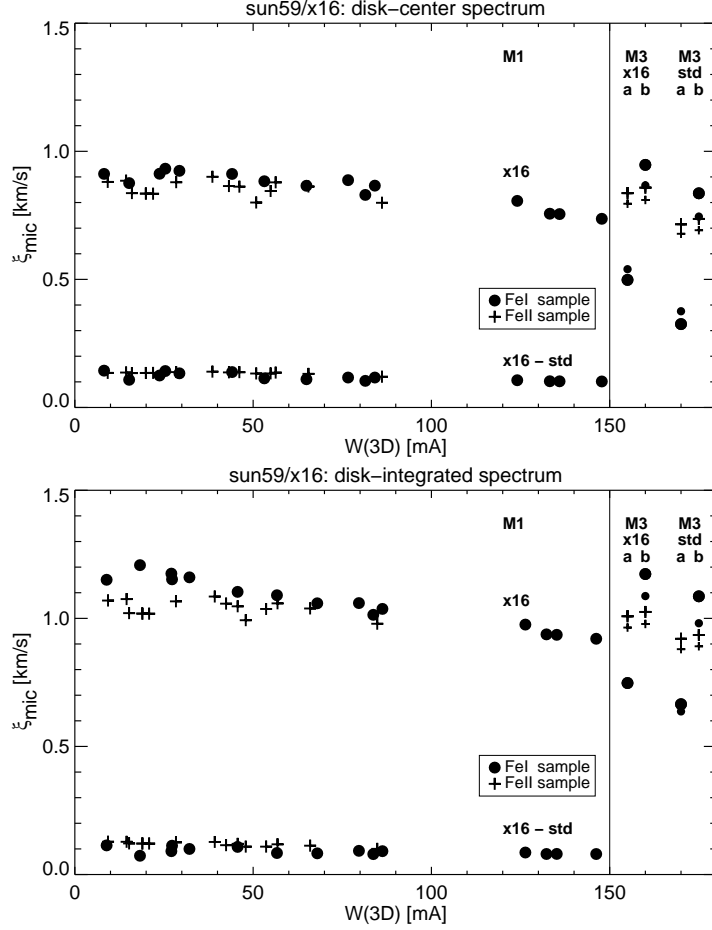 sun59/x16: disk−center spectrum
1.5
1.0
0.5
0.0
ξmic [km/s]
M1
M3
x16
a b
M3
std
a b
x16
FeI sample
FeII sample
x16 − std
0
50
100
150
W(3D) [mA]
sun59/x16: disk−integrated spectrum
1.5
1.0
0.5
0.0
ξmic [km/s]
M1
M3
x16
a b
M3
std
a b
x16
FeI sample
FeII sample
x16 − std
0
50
100
150
W(3D) [mA]